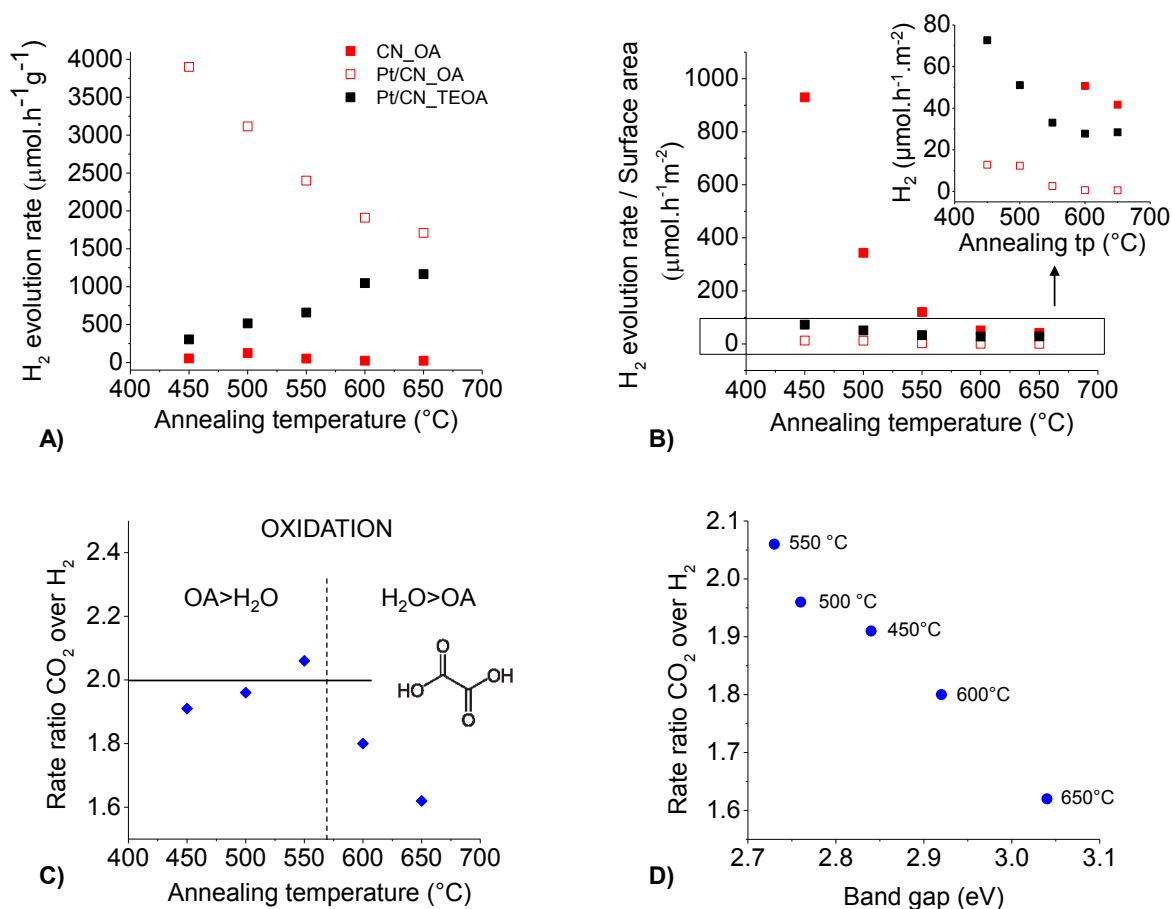 H₂ evolution rate (μmol.h⁻¹g⁻¹)
4000
3500
3000
2500
2000
1500
1000
500
0
400 450 500 550 600 650 700
Annealing temperature (°C)
CN_OA
Pt/CN_OA
Pt/CN_TEOA
A)
H₂ evolution rate / Surface area
(μmol.h⁻¹m⁻²)
1000
800
600
400
200
0
400 450 500 550 600 650 700
Annealing temperature (°C)
H₂ (μmol.h⁻¹.m⁻²)
80
60
40
20
0
400 500 600 700
Annealing tp (°C)
B)
Rate ratio CO₂ over H₂
2.4
2.2
2.0
1.8
1.6
OXIDATION
OA>H₂O
H₂O>OA
O
OH
HO
O
400 450 500 550 600 650 700
Annealing temperature (°C)
C)
Rate ratio CO₂ over H₂
2.1
2.0
1.9
1.8
1.7
1.6
550 °C
500 °C
450°C
600°C
650°C
2.7 2.8 2.9 3.0 3.1
Band gap (eV)
D)